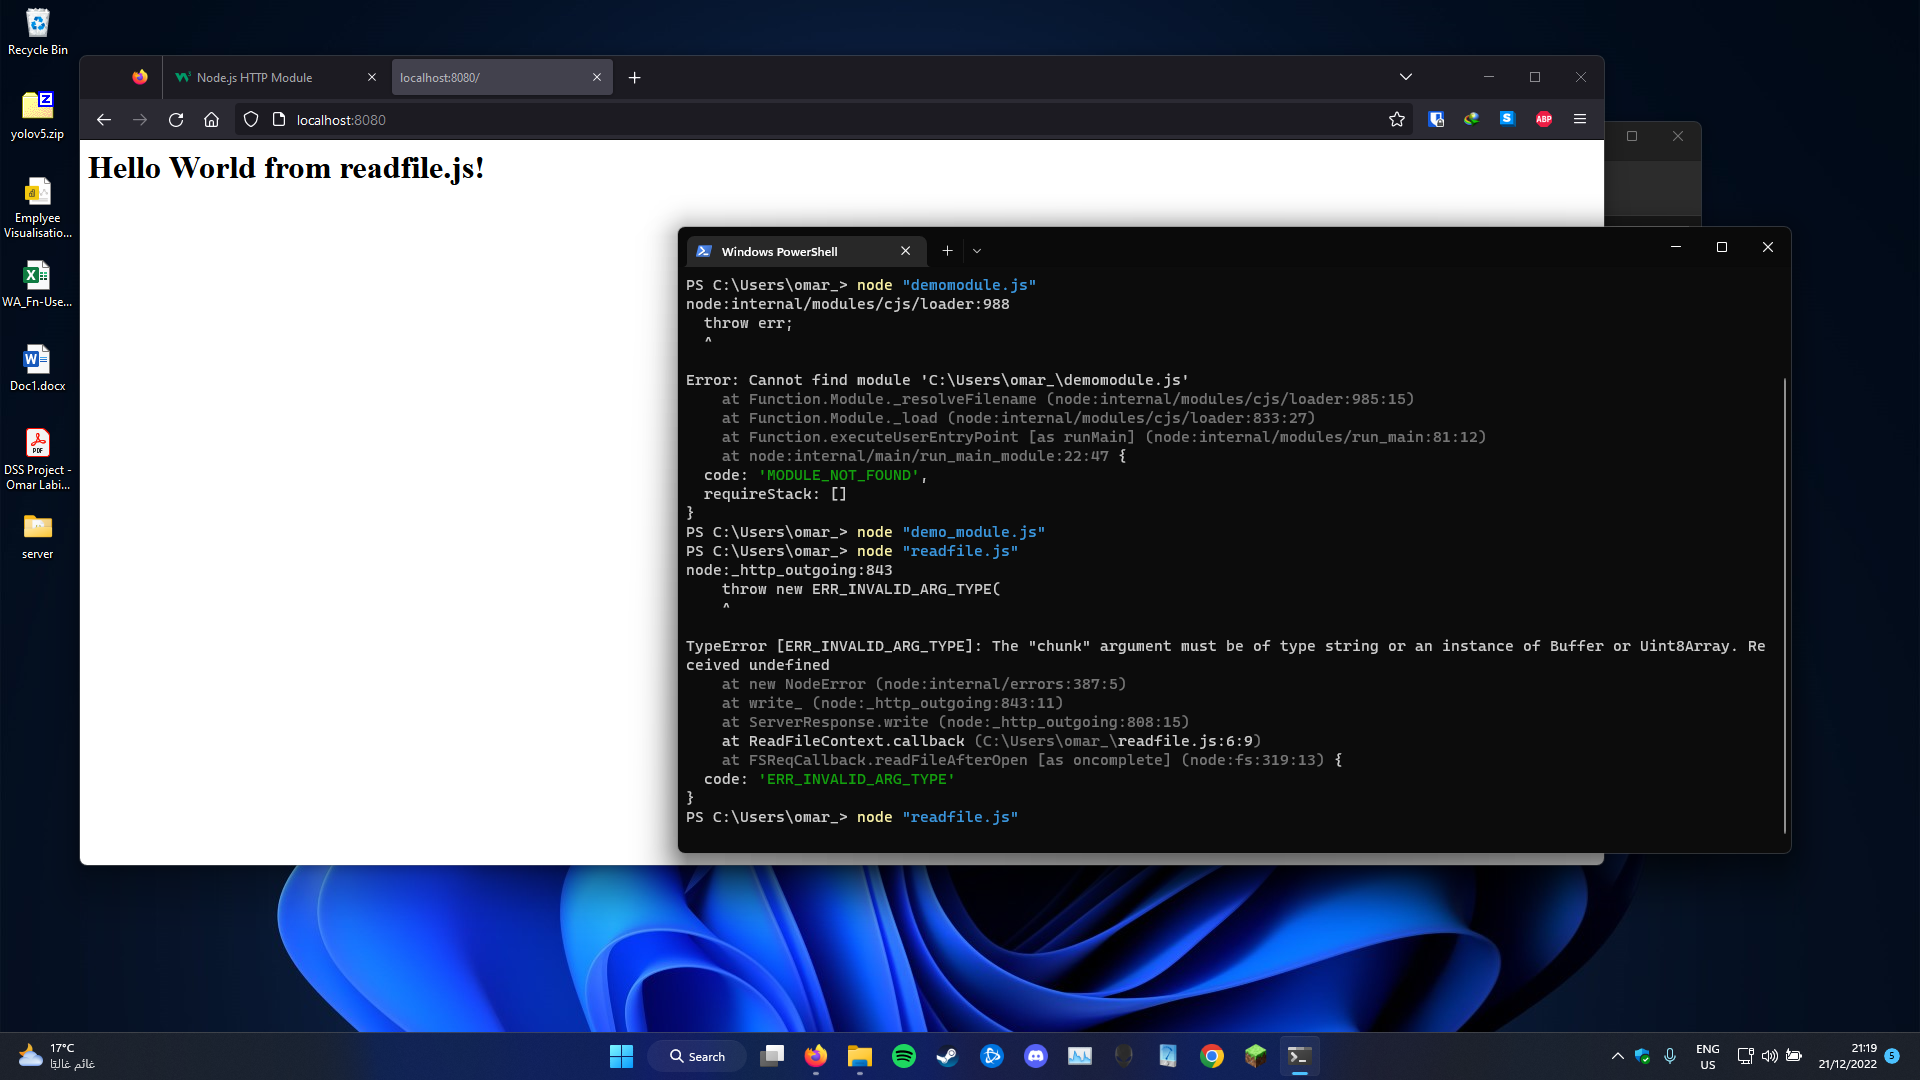 Recycle Bin
yolov5.zip
Emplyee
Visualisatio...
WA_Fn-Use...
Doc1.docx
PDF
DSS Project -
Omar Labi...
server
Node.js HTTP Module
localhost:8080/
localhost:8080
ABP
Hello World from readfile.js!
Windows PowerShell
PS C:\Users\omar_> node "demomodule.js"
node:internal/modules/cjs/loader:988
  throw err;
  ^
Error: Cannot find module 'C:\Users\omar_\demomodule.js'
    at Function.Module._resolveFilename (node:internal/modules/cjs/loader:985:15)
    at Function.Module._load (node:internal/modules/cjs/loader:833:27)
    at Function.executeUserEntryPoint [as runMain] (node:internal/modules/run_main:81:12)
    at node:internal/main/run_main_module:22:47 {
  code: 'MODULE_NOT_FOUND',
  requireStack: []
}
PS C:\Users\omar_> node "demo_module.js"
PS C:\Users\omar_> node "readfile.js"
node:_http_outgoing:843
    throw new ERR_INVALID_ARG_TYPE(
    ^
TypeError [ERR_INVALID_ARG_TYPE]: The "chunk" argument must be of type string or an instance of Buffer or Uint8Array. Re
ceived undefined
    at new NodeError (node:internal/errors:387:5)
    at write_ (node:_http_outgoing:843:11)
    at ServerResponse.write (node:_http_outgoing:808:15)
    at ReadFileContext.callback (C:\Users\omar_\readfile.js:6:9)
    at FSReqCallback.readFileAfterOpen [as oncomplete] (node:fs:319:13) {
  code: 'ERR_INVALID_ARG_TYPE'
}
PS C:\Users\omar_> node "readfile.js"
17°C
غائم غالبًا
Search
ENG
US
21:19
21/12/2022
5